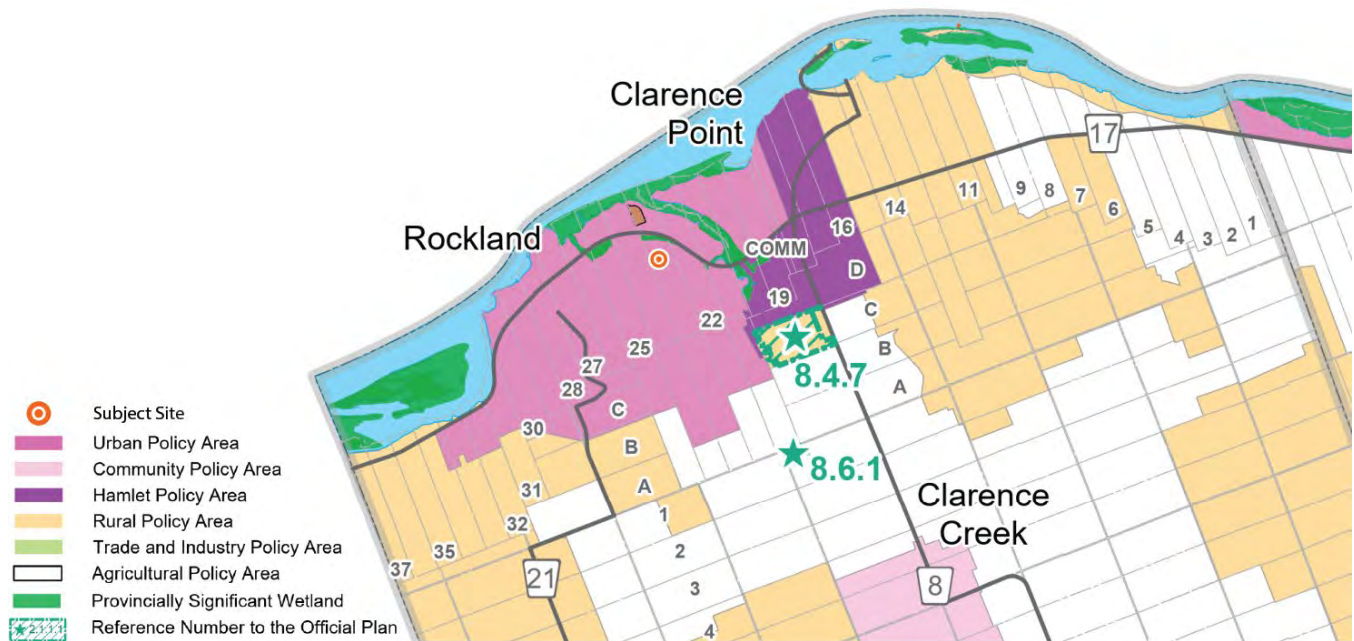 Clarence
Point
Rockland
17
9
8
7
6
5
4
3
2
1
11
14
16
COMM
D
19
C
B
A
22
25
27
28
C
30
B
A
31
32
1
35
37
2
3
4
8.4.7
8.6.1
Clarence
Creek
21
8
Subject Site
Urban Policy Area
Community Policy Area
Hamlet Policy Area
Rural Policy Area
Trade and Industry Policy Area
Agricultural Policy Area
Provincially Significant Wetland
Reference Number to the Official Plan